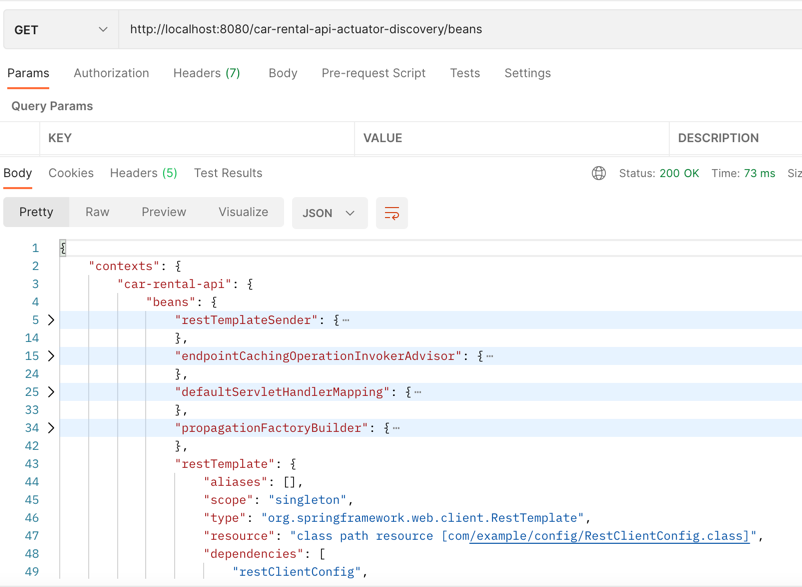 GET http://localhost:8080/car-rental-api-actuator-discovery/beans
Params Authorization Headers (7) Body Pre-request Script Tests Settings
Query Params
KEY VALUE DESCRIPTION
Body Cookies Headers (5) Test Results Status: 200 OK Time: 73 ms Siz
Pretty Raw Preview Visualize JSON
1 {
2 "contexts": {
3 "car-rental-api": {
4 "beans": {
5 "restTemplateSender": {⋯
14 },
15 "endpointCachingOperationInvokerAdvisor": {⋯
24 },
25 "defaultServletHandlerMapping": {⋯
33 },
34 "propagationFactoryBuilder": {⋯
42 },
43 "restTemplate": {
44 "aliases": [],
45 "scope": "singleton",
46 "type": "org.springframework.web.client.RestTemplate",
47 "resource": "class path resource [com/example/config/RestClientConfig.class]",
48 "dependencies": [
49 "restClientConfig",